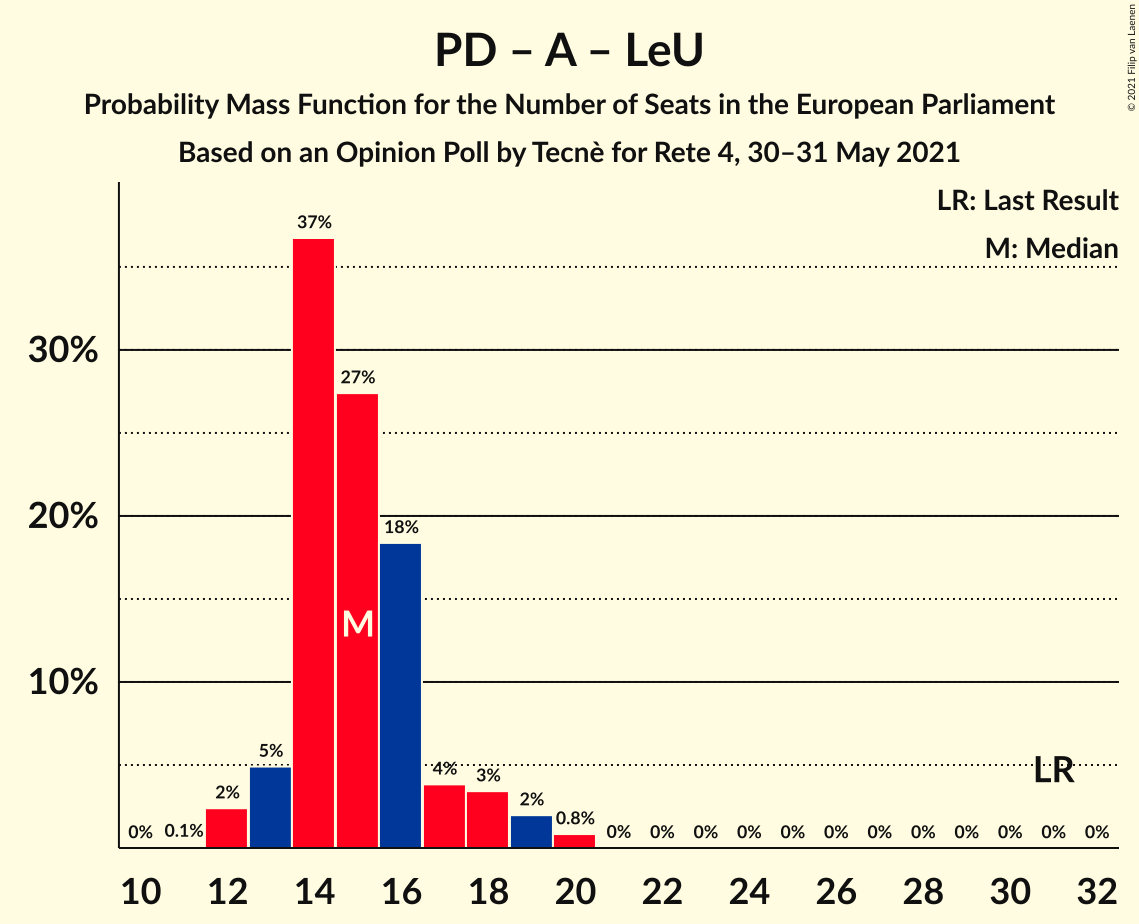 PD – A – LeU
Probability Mass Function for the Number of Seats in the European Parliament
Based on an Opinion Poll by Tecnè for Rete 4, 30–31 May 2021
© 2021 Filip van Laenen
LR: Last Result
M: Median
37%
30%
27%
20%
18%
M
10%
5%
4%
3%
LR
2%
2%
0.8%
0%
0.1%
0% 0% 0% 0% 0% 0% 0% 0% 0% 0% 0% 0%
10 12 14 16 18 20 22 24 26 28 30 32